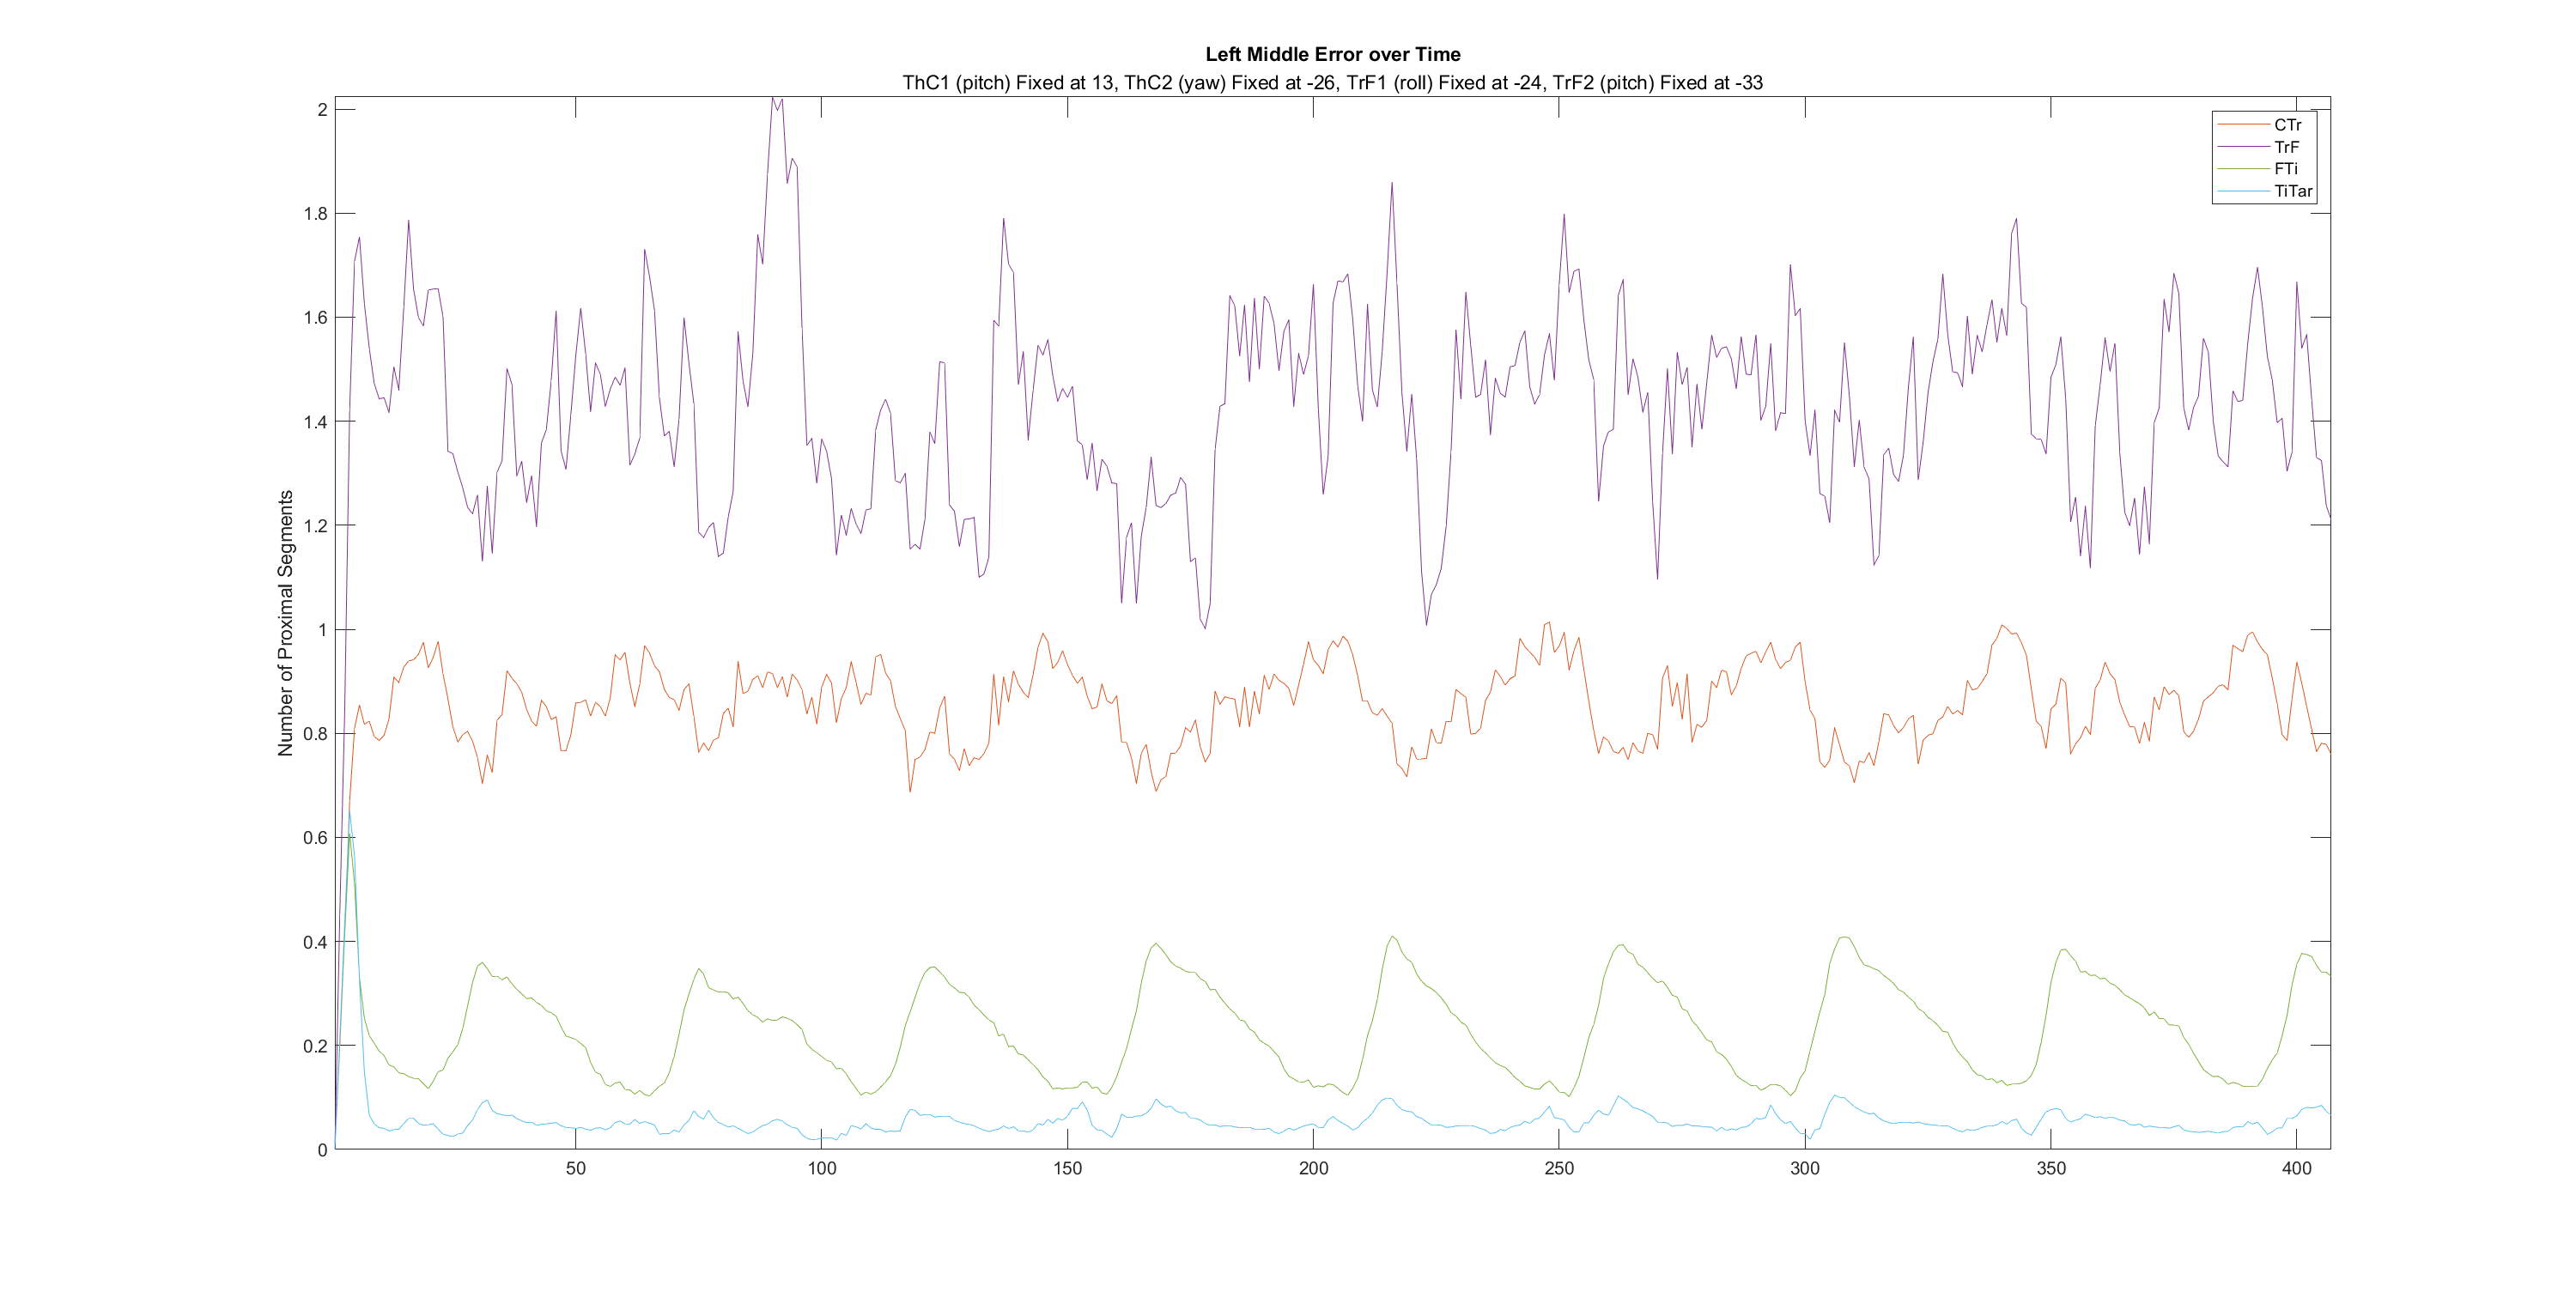 Left Middle Error over Time
ThC1 (pitch) Fixed at 13, ThC2 (yaw) Fixed at -26, TrF1 (roll) Fixed at -24, TrF2 (pitch) Fixed at -33
Number of Proximal Segments
2
1.8
1.6
1.4
1.2
1
0.8
0.6
0.4
0.2
0
50
100
150
200
250
300
350
400
CTr
TrF
FTi
TiTar